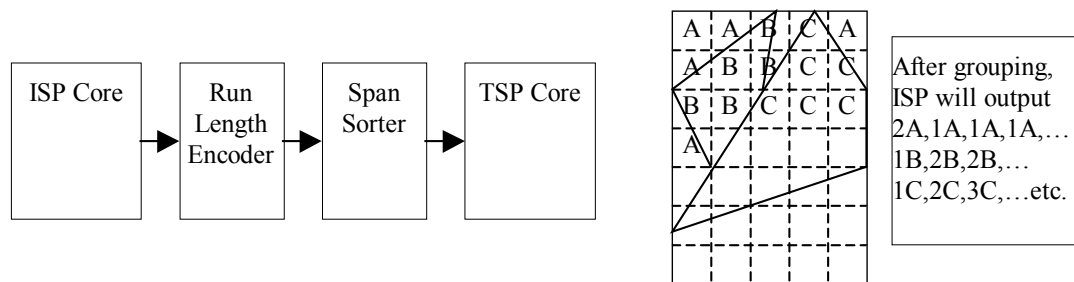 ISP Core
Run
Length
Encoder
Span
Sorter
TSP Core
A A B C A
A B B C C
B B C C C
A
After grouping,
ISP will output
2A,1A,1A,1A,…
1B,2B,2B,…
1C,2C,3C,…etc.